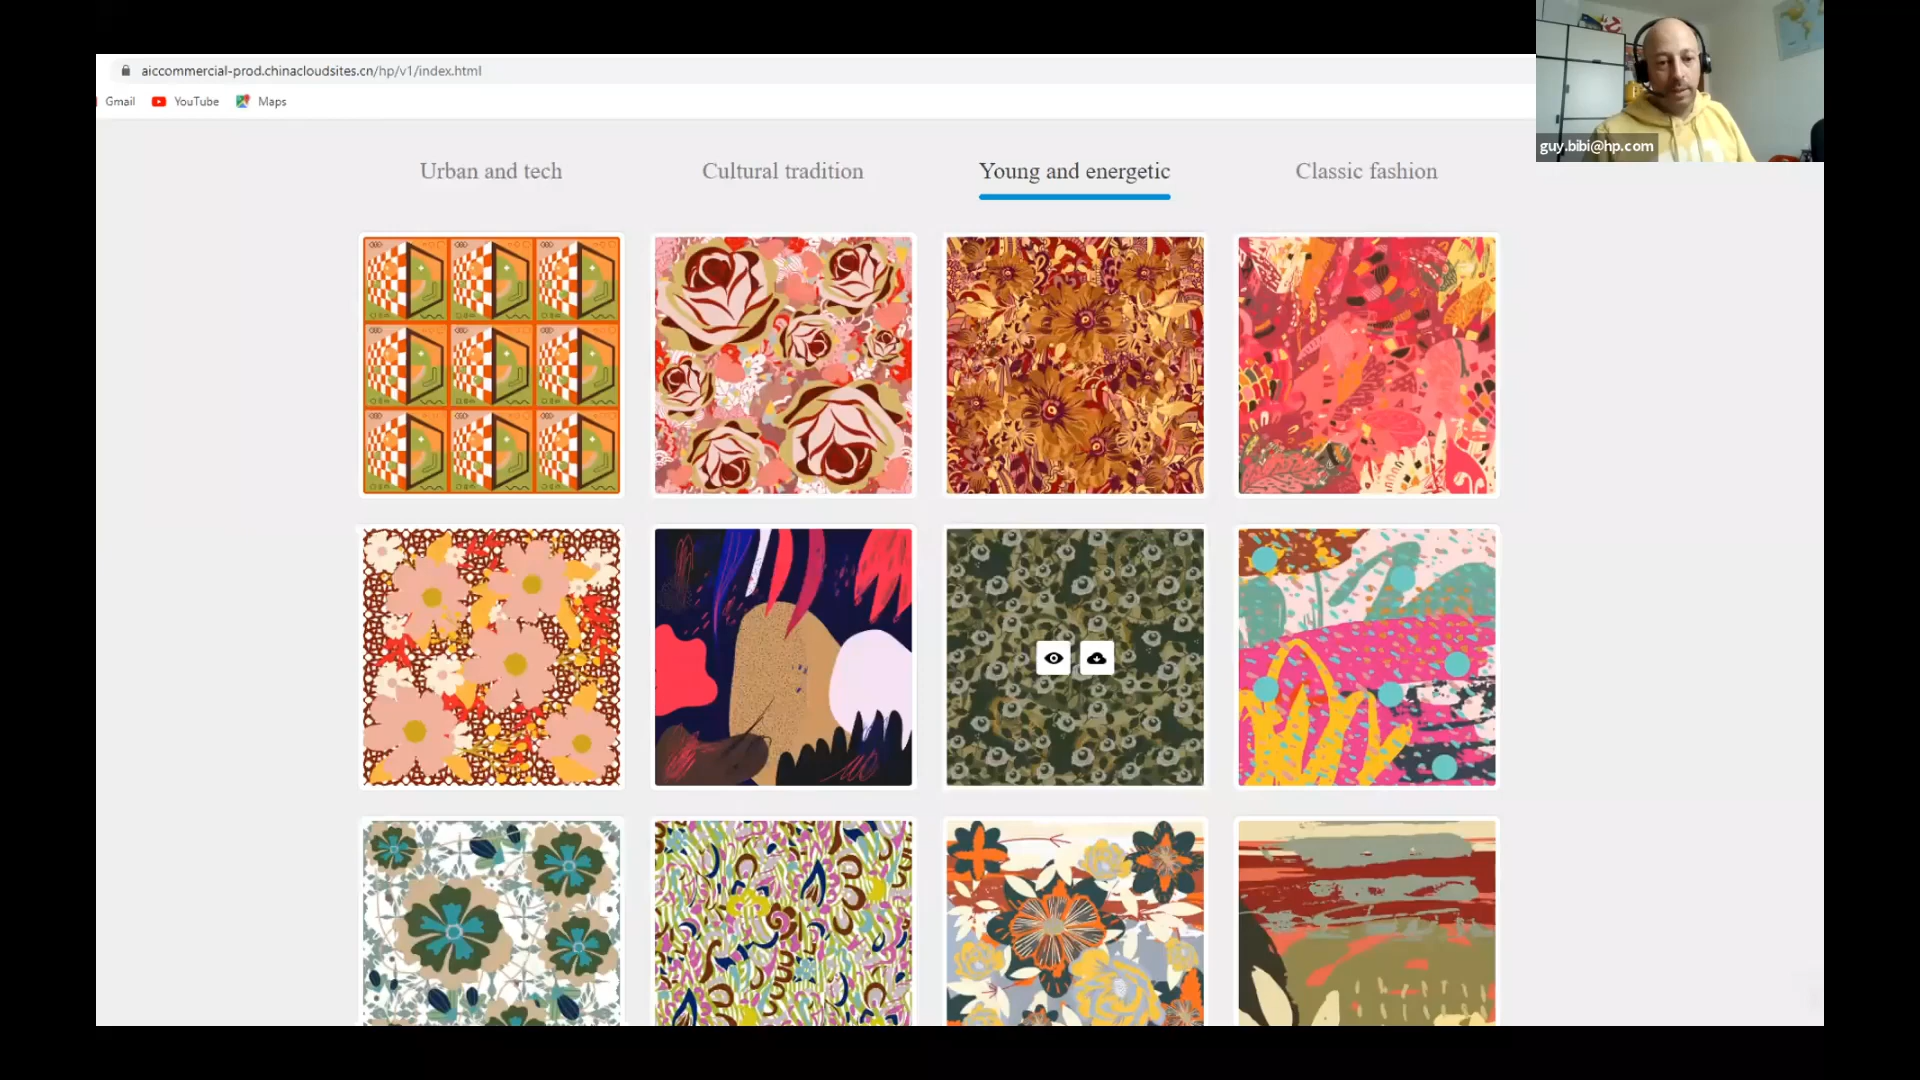 aiccommercial-prod.chinacloudsites.cn/hp/v1/index.html
Gmail YouTube Maps
guy.bibi@hp.com
Urban and tech Cultural tradition Young and energetic Classic fashion